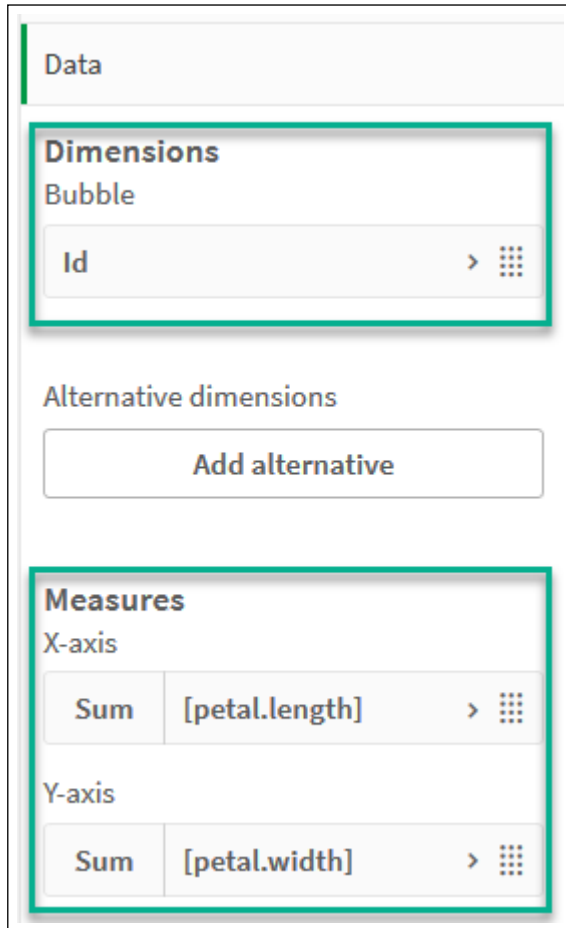 Data
Dimensions
Bubble
Id
Alternative dimensions
Add alternative
Measures
X-axis
Sum [petal.length]
Y-axis
Sum [petal.width]